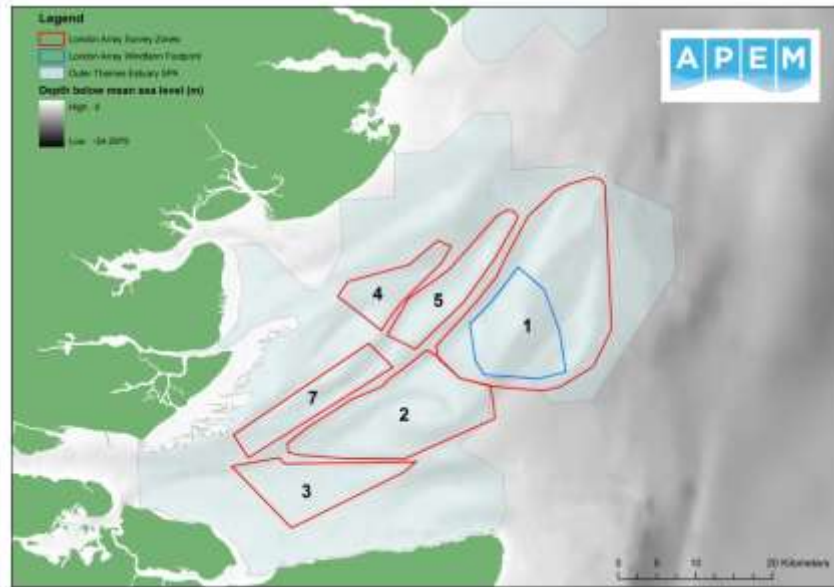 Legend
London Array Survey Zones
London Array Windfarm Footprint
Outer Thames Estuary SPA
Depth below mean sea level (m)
High : 0
Low :
APEM
4
5
1
7
2
3
0
5
10
20 Kilometers